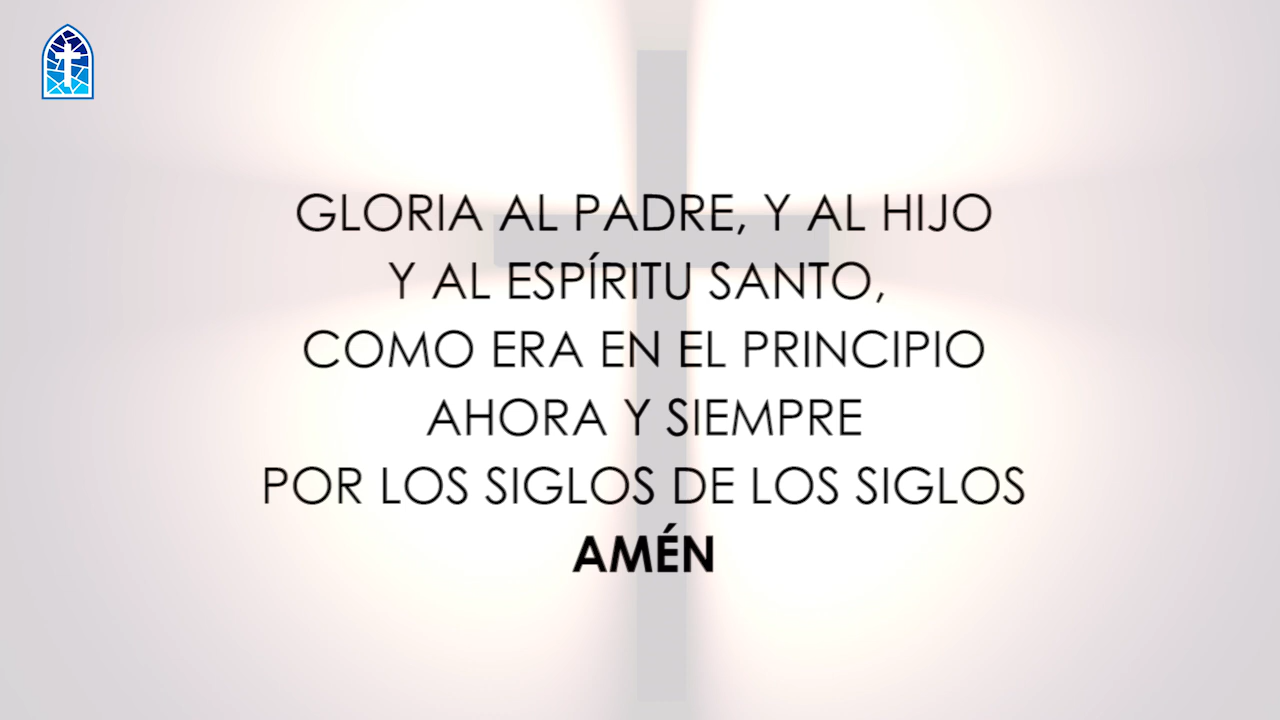 GLORIA AL PADRE, Y AL HIJO
Y AL ESPÍRITU SANTO,
COMO ERA EN EL PRINCIPIO
AHORA Y SIEMPRE
POR LOS SIGLOS DE LOS SIGLOS
AMÉN